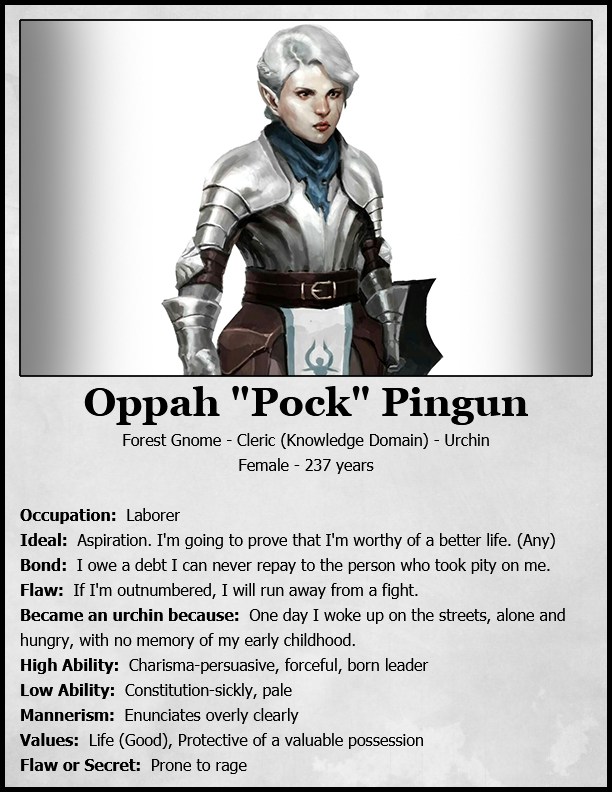 Oppah "Pock" Pingun
Forest Gnome - Cleric (Knowledge Domain) - Urchin
Female - 237 years
Occupation: Laborer
Ideal: Aspiration. I'm going to prove that I'm worthy of a better life. (Any)
Bond: I owe a debt I can never repay to the person who took pity on me.
Flaw: If I'm outnumbered, I will run away from a fight.
Became an urchin because: One day I woke up on the streets, alone and
hungry, with no memory of my early childhood.
High Ability: Charisma-persuasive, forceful, born leader
Low Ability: Constitution-sickly, pale
Mannerism: Enunciates overly clearly
Values: Life (Good), Protective of a valuable possession
Flaw or Secret: Prone to rage